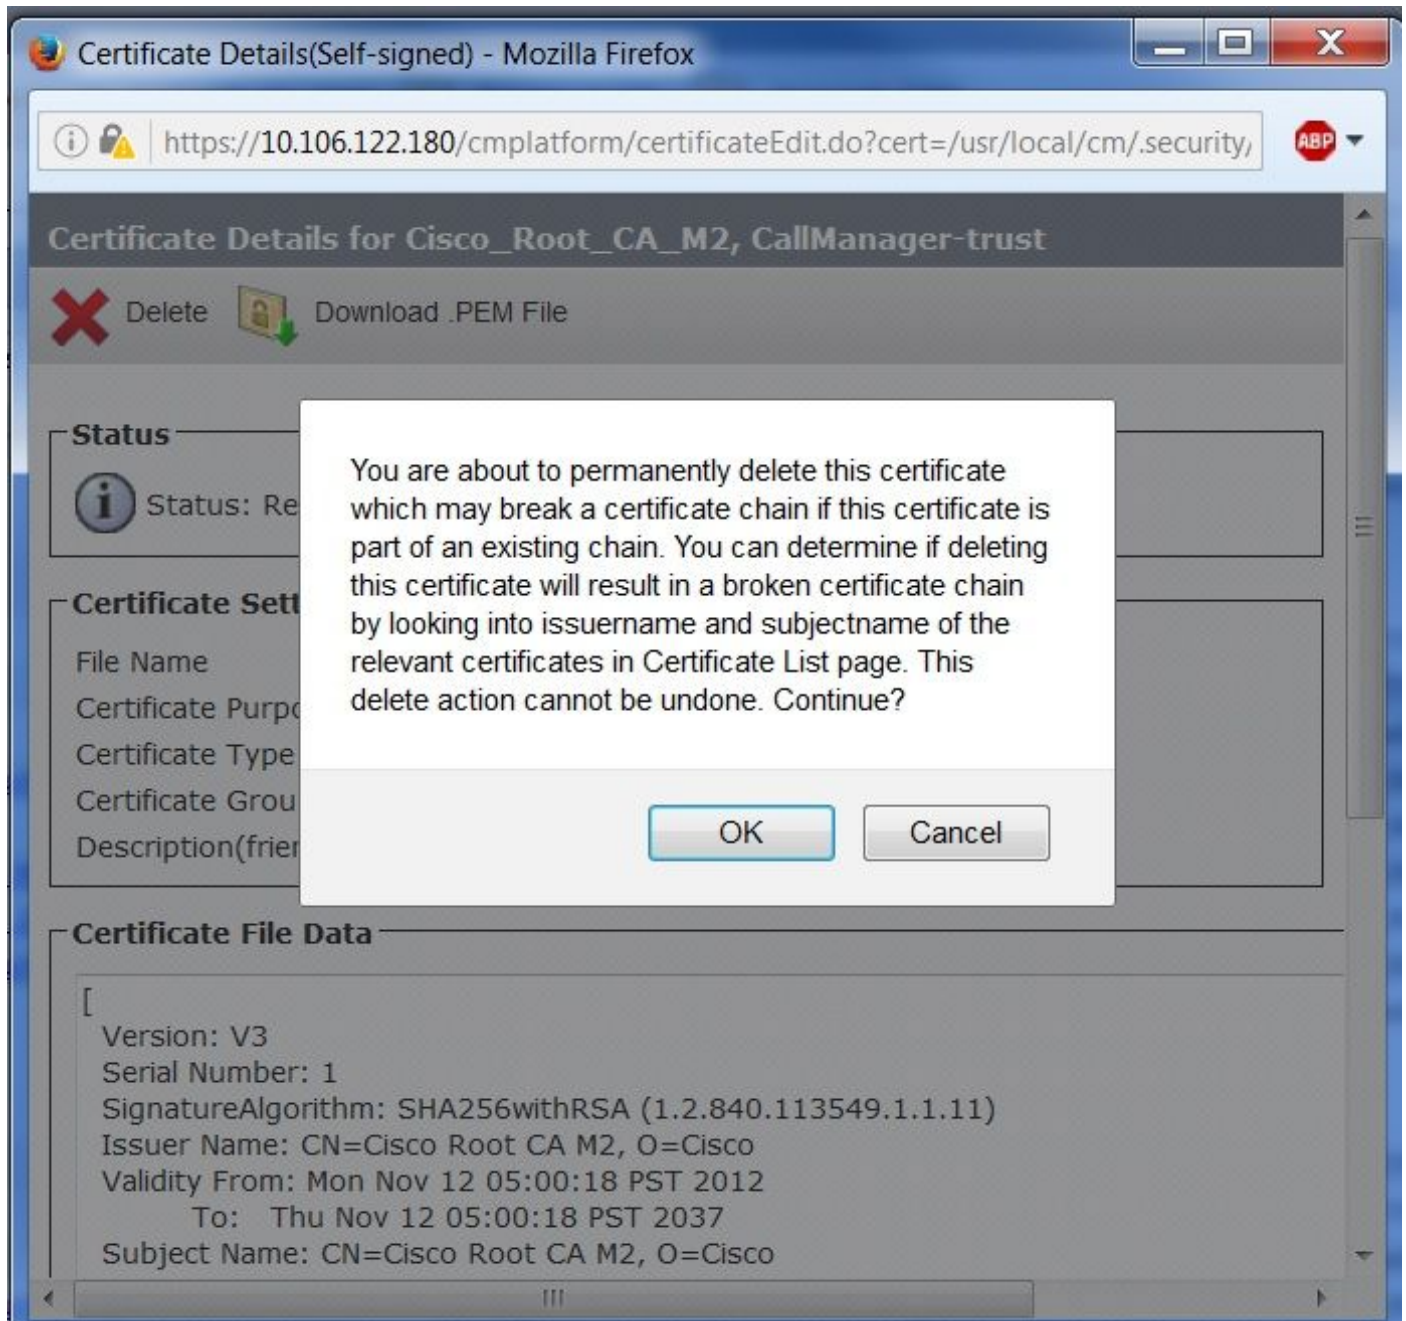 Certificate Details(Self-signed) - Mozilla Firefox
https://10.106.122.180/cmplatform/certificateEdit.do?cert=/usr/local/cm/.security/
ABP
Certificate Details for Cisco_Root_CA_M2, CallManager-trust
Delete
Download .PEM File
Status
Status: Re
You are about to permanently delete this certificate
which may break a certificate chain if this certificate is
part of an existing chain. You can determine if deleting
this certificate will result in a broken certificate chain
by looking into issuername and subjectname of the
relevant certificates in Certificate List page. This
delete action cannot be undone. Continue?
OK
Cancel
Certificate Sett
File Name
Certificate Purpo
Certificate Type
Certificate Grou
Description(frien
Certificate File Data
[
Version: V3
Serial Number: 1
SignatureAlgorithm: SHA256withRSA (1.2.840.113549.1.1.11)
Issuer Name: CN=Cisco Root CA M2, O=Cisco
Validity From: Mon Nov 12 05:00:18 PST 2012
To: Thu Nov 12 05:00:18 PST 2037
Subject Name: CN=Cisco Root CA M2, O=Cisco